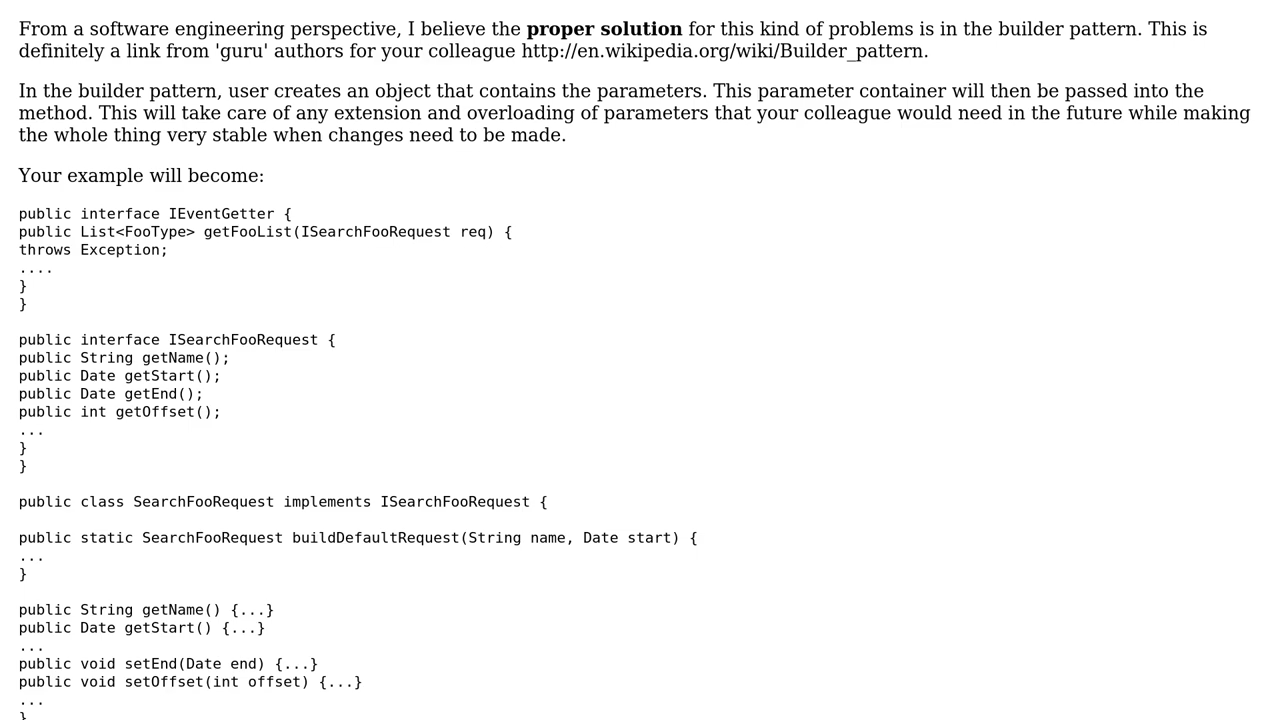 From a software engineering perspective, I believe the proper solution for this kind of problems is in the builder pattern. This is
definitely a link from 'guru' authors for your colleague http://en.wikipedia.org/wiki/Builder_pattern.
In the builder pattern, user creates an object that contains the parameters. This parameter container will then be passed into the
method. This will take care of any extension and overloading of parameters that your colleague would need in the future while making
the whole thing very stable when changes need to be made.
Your example will become:
public interface IEventGetter {
public List<FooType> getFooList(ISearchFooRequest req) {
throws Exception;
....
}
}
public interface ISearchFooRequest {
public String getName();
public Date getStart();
public Date getEnd();
public int getOffset();
...
}
}
public class SearchFooRequest implements ISearchFooRequest {
public static SearchFooRequest buildDefaultRequest(String name, Date start) {
...
}
public String getName() {...}
public Date getStart() {...}
...
public void setEnd(Date end) {...}
public void setOffset(int offset) {...}
...
}